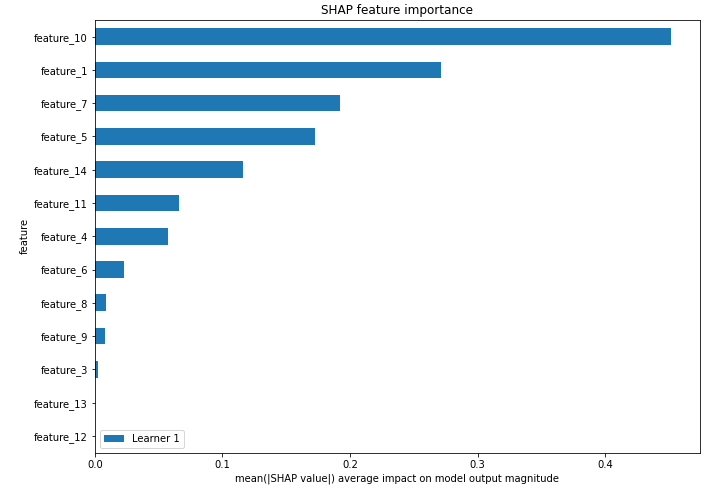 SHAP feature importance
feature_10
feature_1
feature_7
feature_5
feature_14
feature_11
feature_4
feature_6
feature_8
feature_9
feature_3
feature_13
feature_12
feature
Learner 1
0.0 0.1 0.2 0.3 0.4
mean(|SHAP value|) average impact on model output magnitude